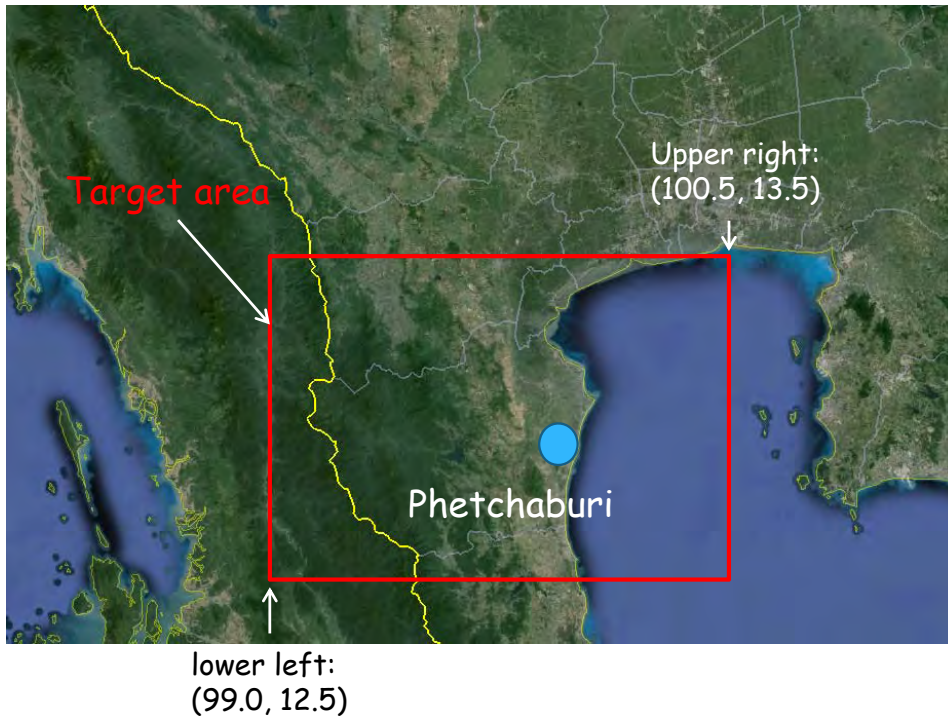 Target area
Upper right:
(100.5, 13.5)
Phetchaburi
lower left:
(99.0, 12.5)